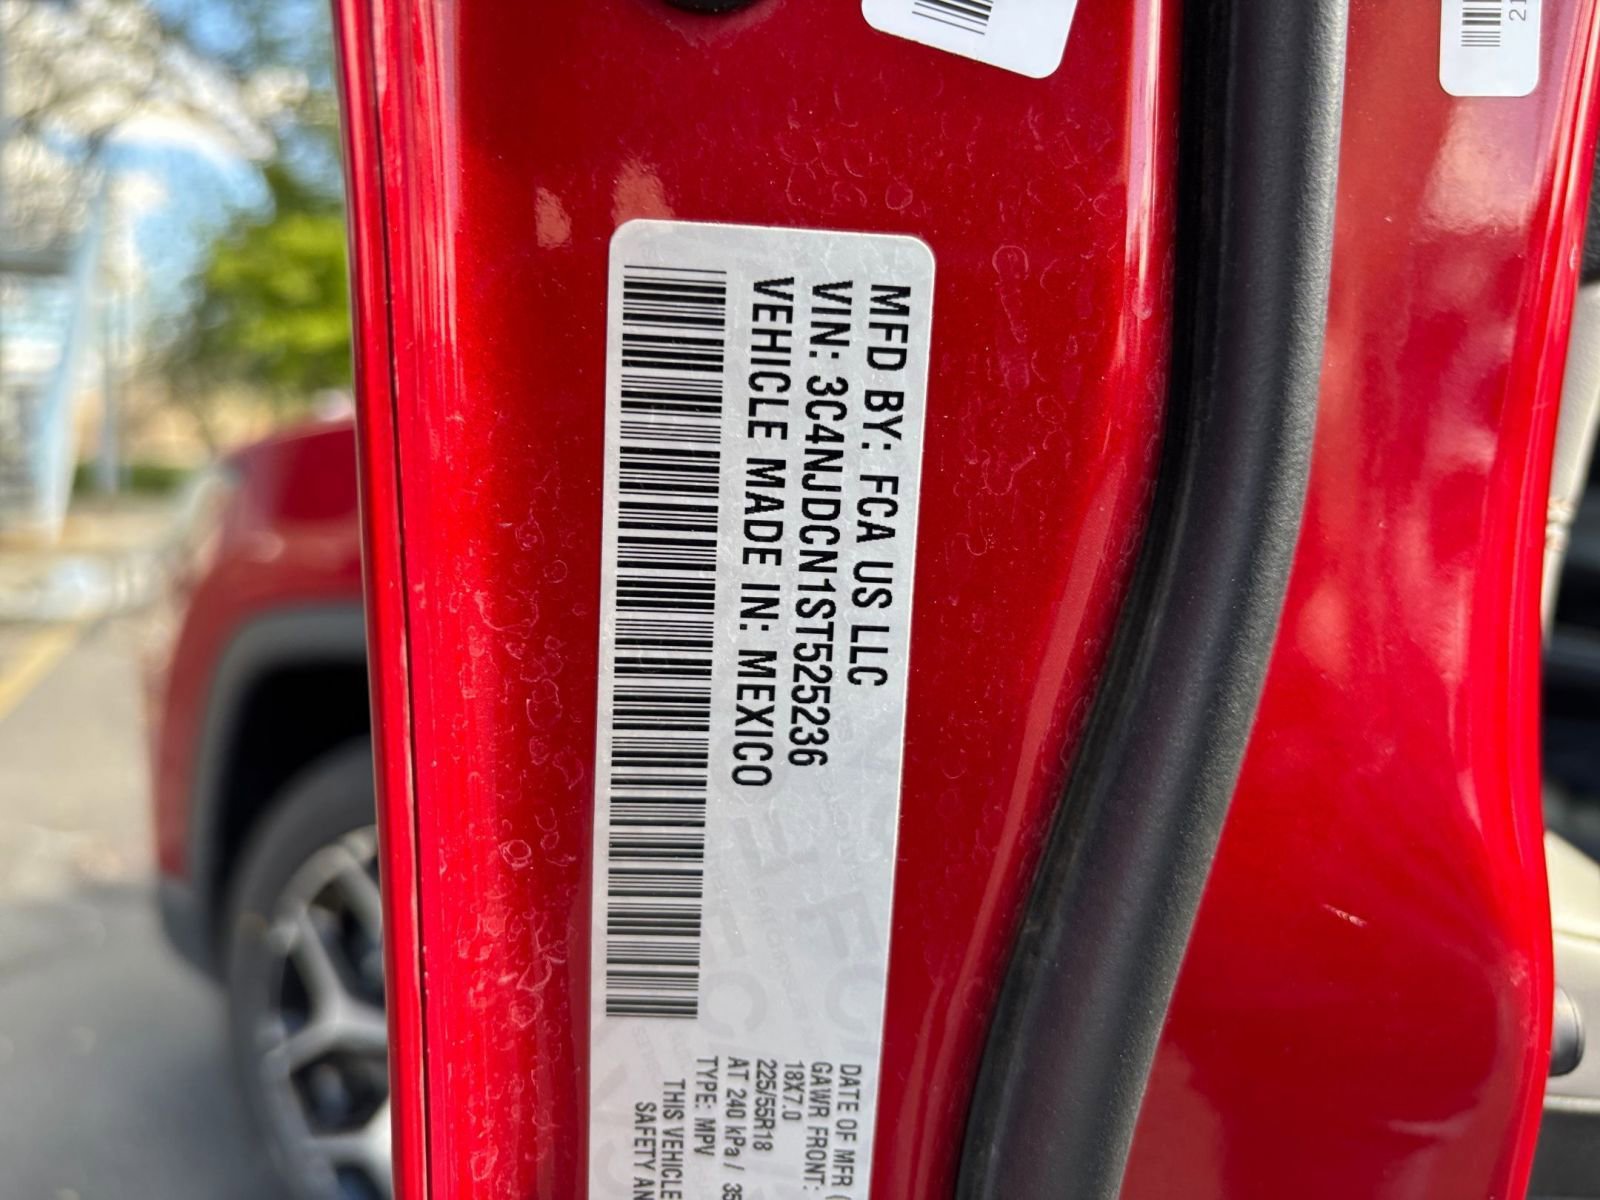 MFD BY: FCA US LLC
VIN: 3C4NJDCN1ST525236
VEHICLE MADE IN: MEXICO
DATE OF MFR
GAWR FRONT:
18X7.0
225/55R18
AT 240 kPa / 35
TYPE: MPV
THIS VEHICLE
SAFETY AN